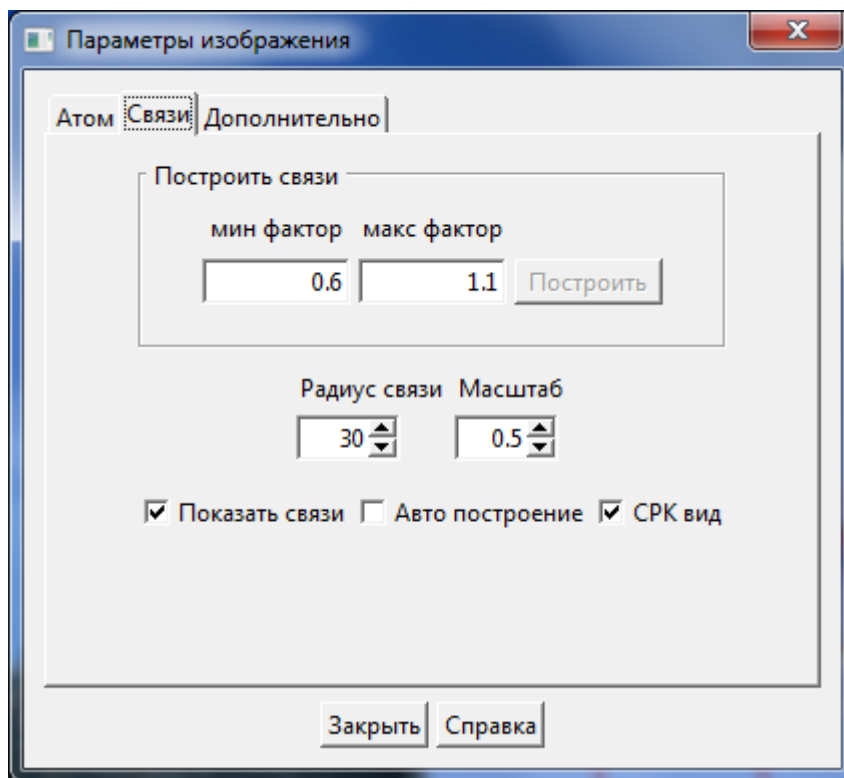 Параметры изображения
Атом Связи Дополнительно
Построить связи
мин фактор макс фактор
0.6 1.1 Построить
Радиус связи Масштаб
30 0.5
Показать связи Авто построение СРК вид
Закрыть Справка